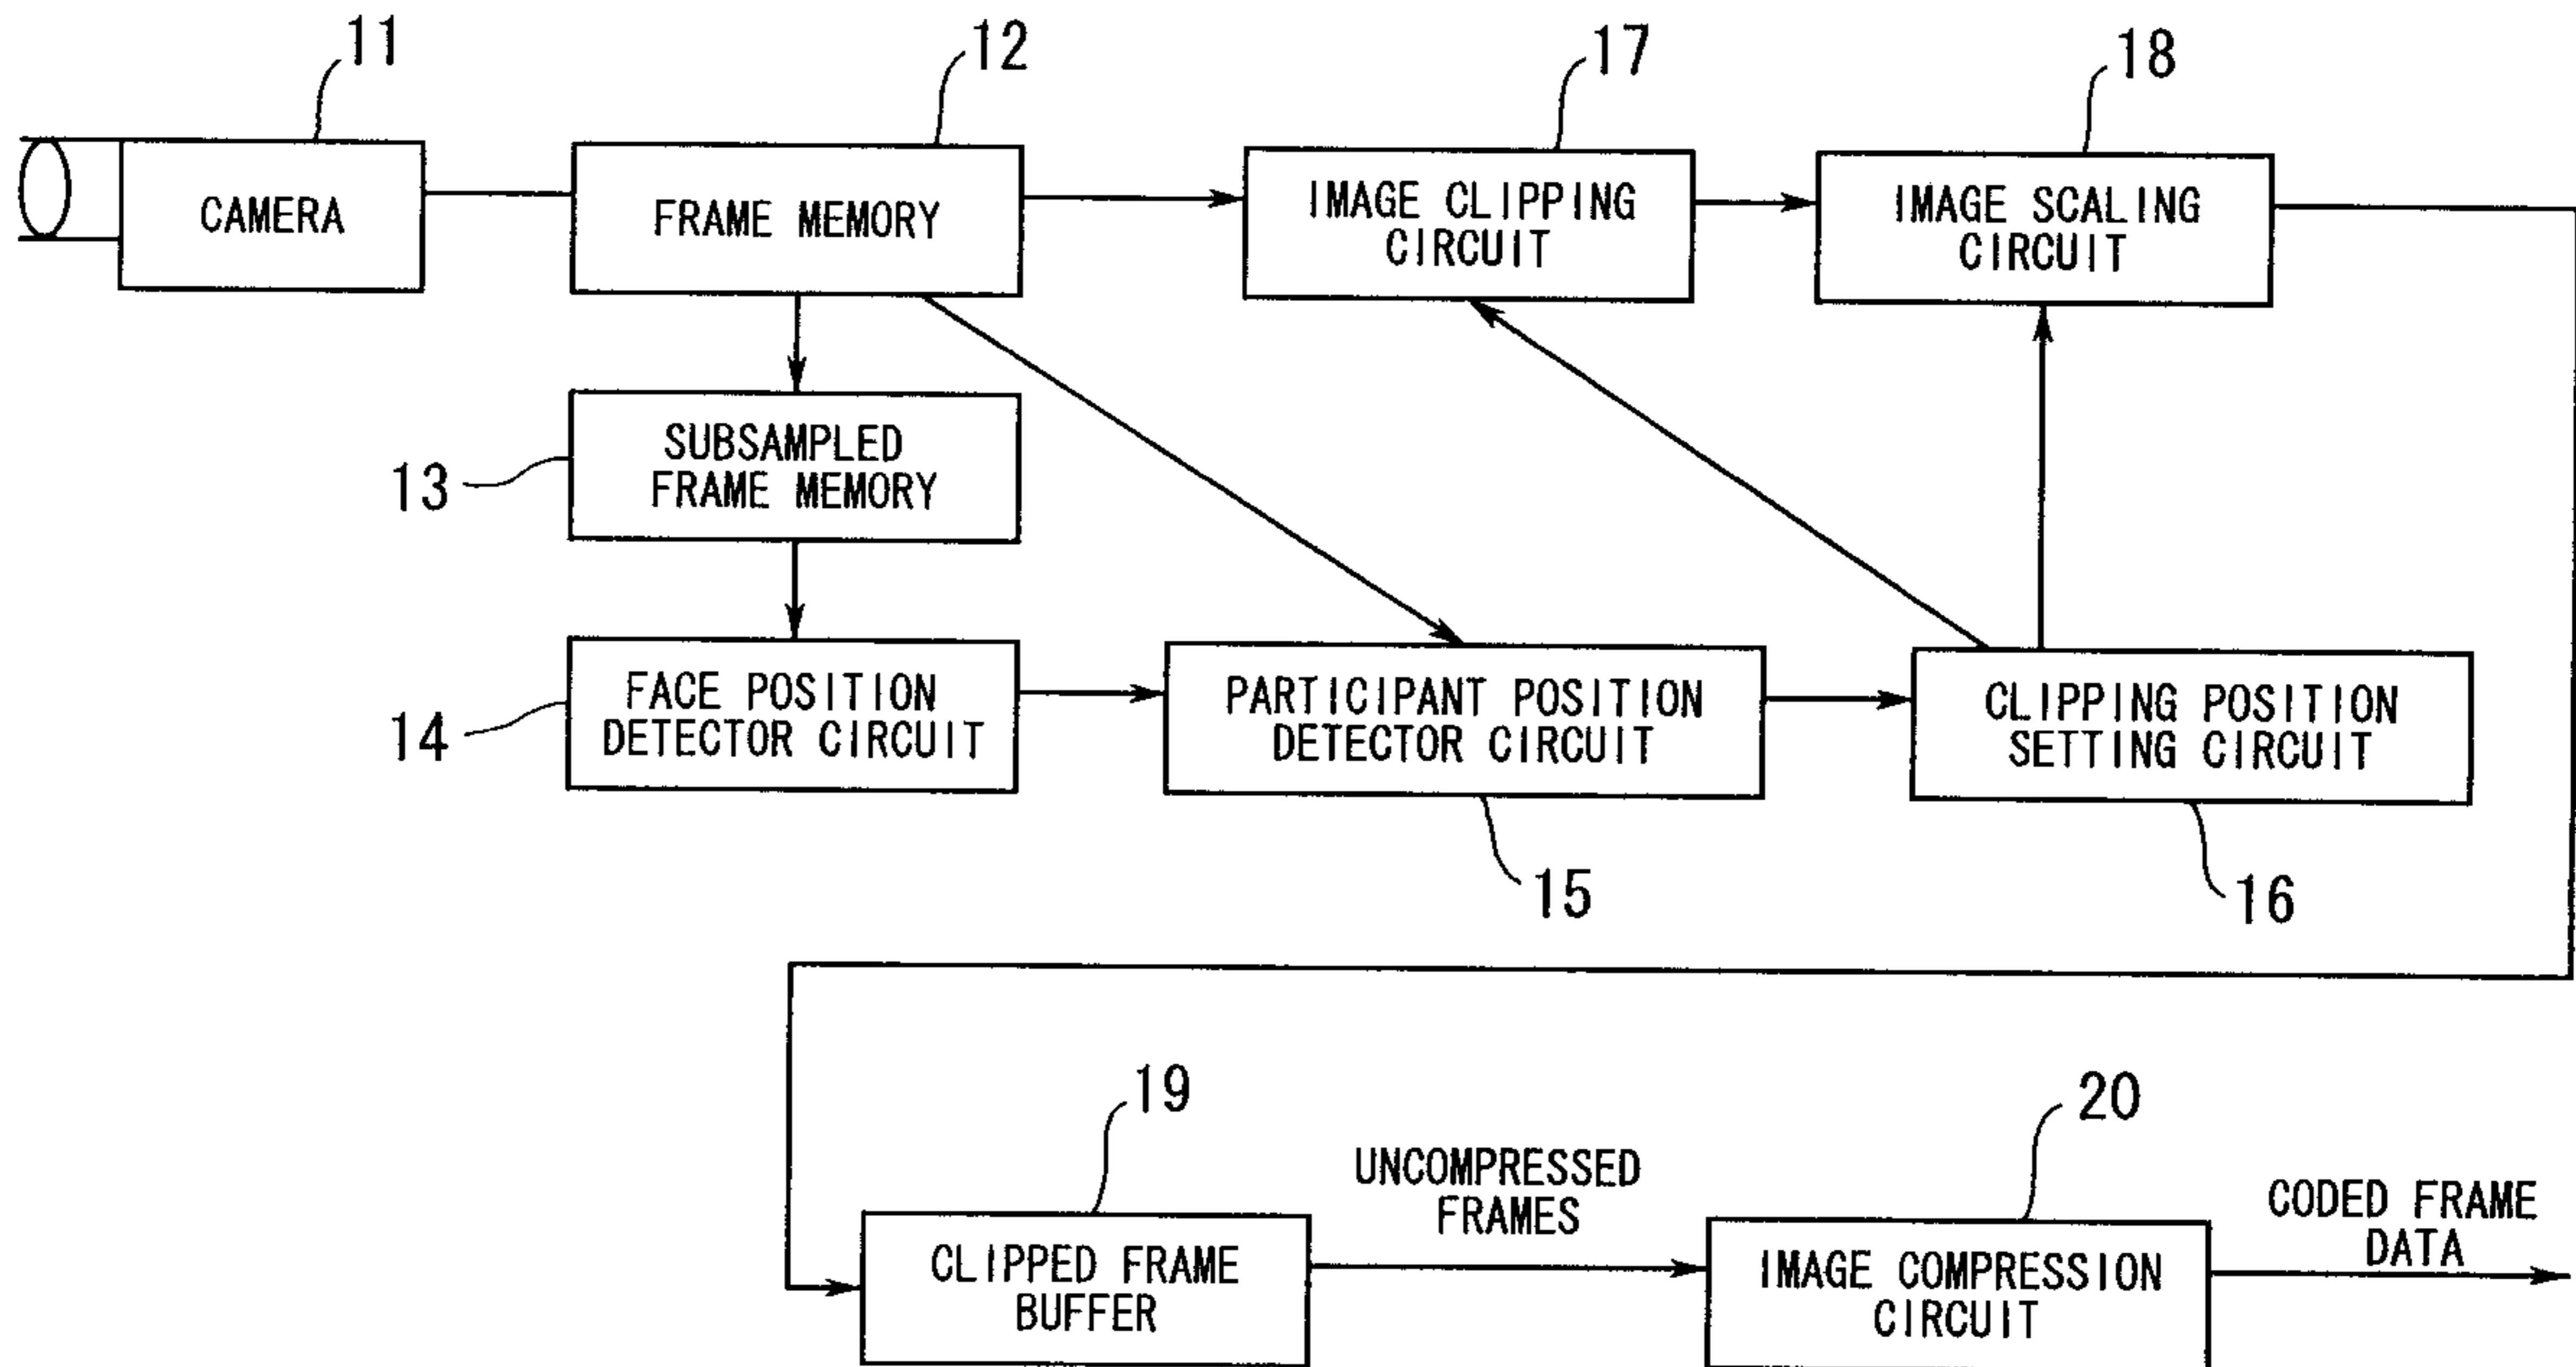 11
12
17
18
CAMERA
FRAME MEMORY
IMAGE CLIPPING
CIRCUIT
IMAGE SCALING
CIRCUIT
13
SUBSAMPLED
FRAME MEMORY
14
FACE POSITION
DETECTOR CIRCUIT
PARTICIPANT POSITION
DETECTOR CIRCUIT
CLIPPING POSITION
SETTING CIRCUIT
15
16
19
20
UNCOMPRESSED
FRAMES
CODED FRAME
DATA
CLIPPED FRAME
BUFFER
IMAGE COMPRESSION
CIRCUIT